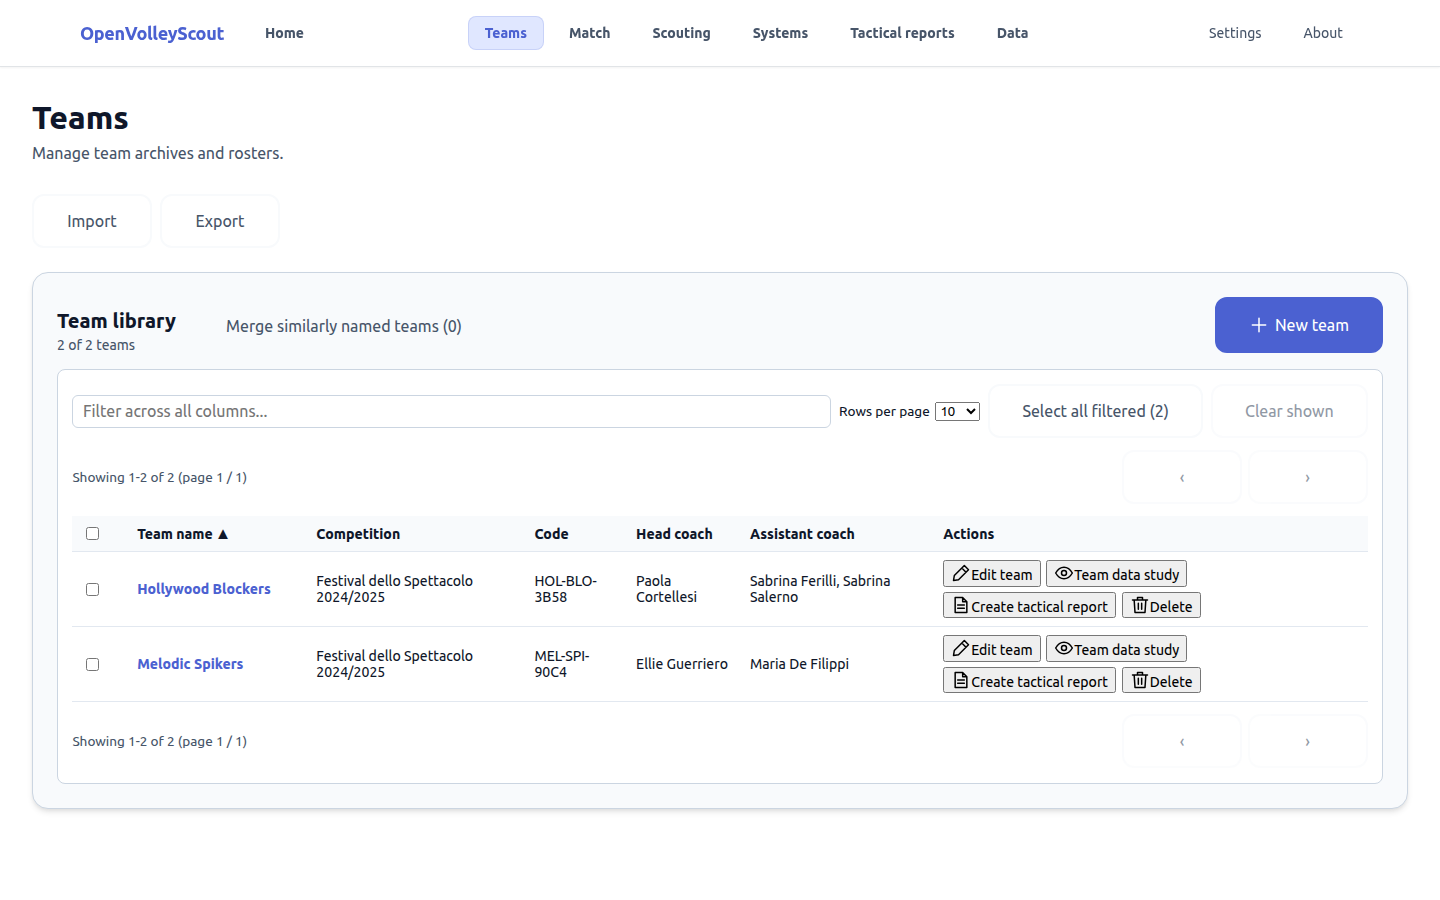 OpenVolleyScout Home Teams Match Scouting Systems Tactical reports Data Settings About
Teams
Manage team archives and rosters.
Import Export
Team library
2 of 2 teams
Merge similarly named teams (0)
+ New team
Filter across all columns... Rows per page 10 Select all filtered (2) Clear shown
Showing 1-2 of 2 (page 1 / 1) ‹ ›
Team name ▲ Competition Code Head coach Assistant coach Actions
Hollywood Blockers
Festival dello Spettacolo
2024/2025
HOL-BLO-
3B58
Paola
Cortellesi
Sabrina Ferilli, Sabrina
Salerno
Edit team Team data study
Create tactical report Delete
Melodic Spikers
Festival dello Spettacolo
2024/2025
MEL-SPI-
90C4
Ellie Guerriero
Maria De Filippi
Edit team Team data study
Create tactical report Delete
Showing 1-2 of 2 (page 1 / 1) ‹ ›